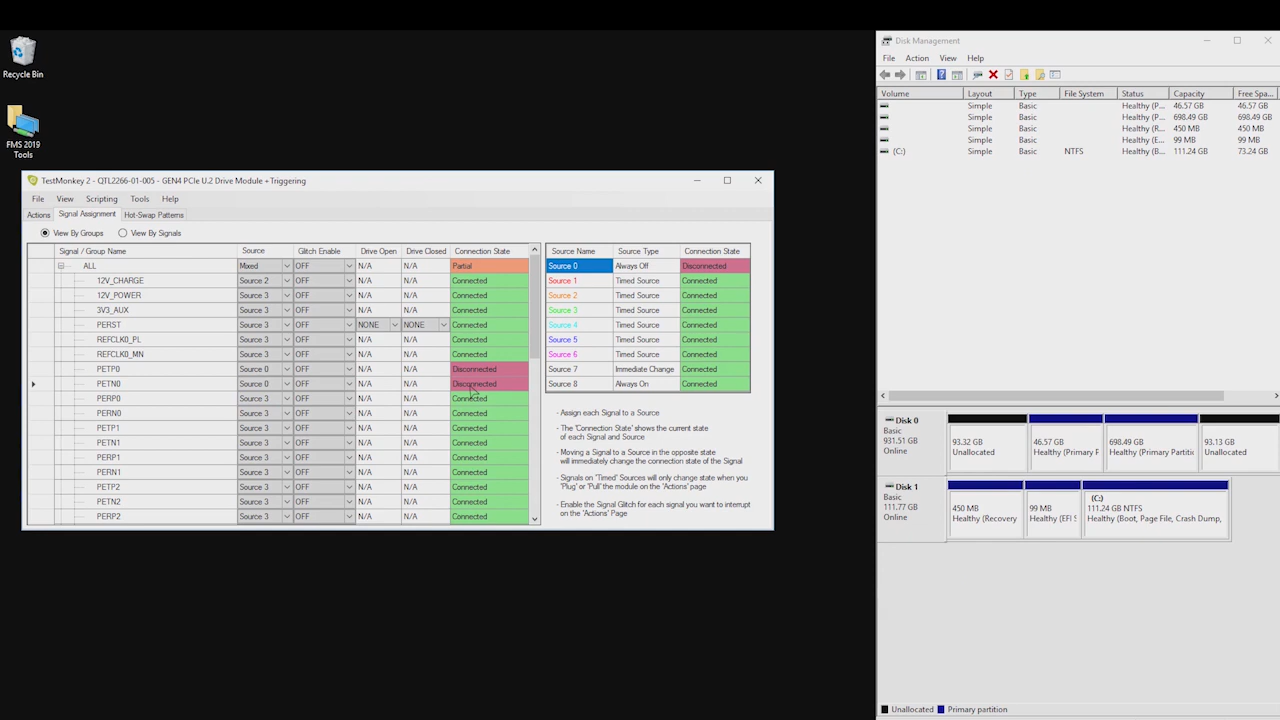 Recycle Bin
FMS 2019
Tools
TestMonkey 2 - QTL2266-01-005 - GEN4 PCIe U.2 Drive Module +Triggering
File View Scripting Tools Help
Actions Signal Assignment Hot-Swap Patterns
View By Groups View By Signals
Signal / Group Name Source Glitch Enable Drive Open Drive Closed Connection State
ALL Mixed OFF N/A N/A Partial
12V_CHARGE Source 2 OFF N/A N/A Connected
12V_POWER Source 3 OFF N/A N/A Connected
3V3_AUX Source 3 OFF N/A N/A Connected
PERST Source 3 OFF NONE NONE Connected
REFCLK0_PL Source 3 OFF N/A N/A Connected
REFCLK0_MN Source 3 OFF N/A N/A Connected
PETP0 Source 0 OFF N/A N/A Disconnected
PETN0 Source 0 OFF N/A N/A Disconnected
PERP0 Source 3 OFF N/A N/A Connected
PERN0 Source 3 OFF N/A N/A Connected
PETP1 Source 3 OFF N/A N/A Connected
PETN1 Source 3 OFF N/A N/A Connected
PERP1 Source 3 OFF N/A N/A Connected
PERN1 Source 3 OFF N/A N/A Connected
PETP2 Source 3 OFF N/A N/A Connected
PETN2 Source 3 OFF N/A N/A Connected
PERP2 Source 3 OFF N/A N/A Connected
Source Name Source Type Connection State
Source 0 Always Off Disconnected
Source 1 Timed Source Connected
Source 2 Timed Source Connected
Source 3 Timed Source Connected
Source 4 Timed Source Connected
Source 5 Timed Source Connected
Source 6 Timed Source Connected
Source 7 Immediate Change Connected
Source 8 Always On Connected
- Assign each Signal to a Source
- The 'Connection State' shows the current state
of each Signal and Source
- Moving a Signal to a Source in the opposite state
will immediately change the connection state of the Signal
- Signals on 'Timed' Sources will only change state when you
'Plug' or 'Pull' the module on the 'Actions' page
- Enable the Signal Glitch for each signal you want to interrupt
on the 'Actions' Page
Disk Management
File Action View Help
Volume Layout Type File System Status Capacity Free Spa...
Simple Basic Healthy (P... 46.57 GB 46.57 GB
Simple Basic Healthy (P... 698.49 GB 698.49 GB
Simple Basic Healthy (R... 450 MB 450 MB
Simple Basic Healthy (E... 99 MB 99 MB
(C:) Simple Basic NTFS Healthy (B... 111.24 GB 73.24 GB
Disk 0
Basic
931.51 GB
Online
93.32 GB
Unallocated
46.57 GB
Healthy (Primary P
698.49 GB
Healthy (Primary Partitic
93.13 GB
Unallocated
Disk 1
Basic
111.77 GB
Online
450 MB
Healthy (Recovery
99 MB
Healthy (EFI S
(C:)
111.24 GB NTFS
Healthy (Boot, Page File, Crash Dump,
Unallocated Primary partition